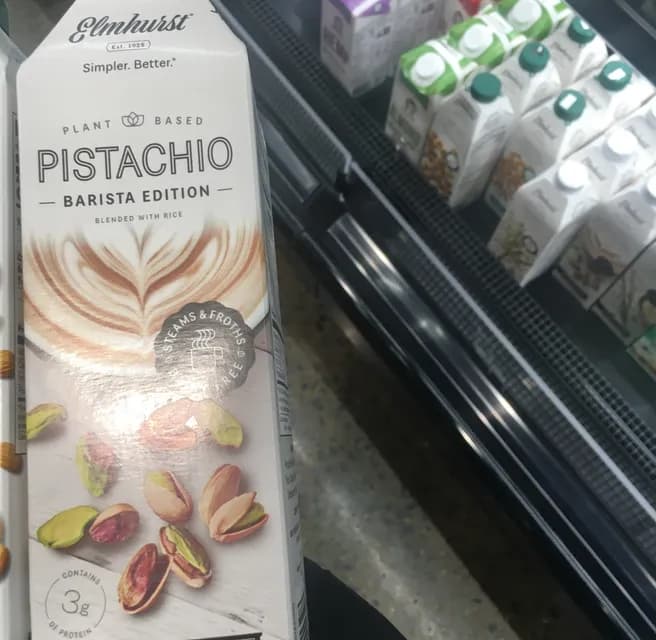 Elmhurst
Est. 1925
Simpler. Better.
PLANT BASED
PISTACHIO
BARISTA EDITION
BLENDED WITH RICE
STEAMS & FROTHS
CONTAINS
3g
OF PROTEIN